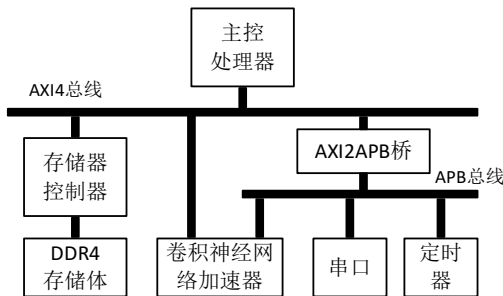 主控
处理器
AXI4总线
存储器
控制器
AXI2APB桥
APB总线
DDR4
存储体
卷积神经网
络加速器
串口
定时
器